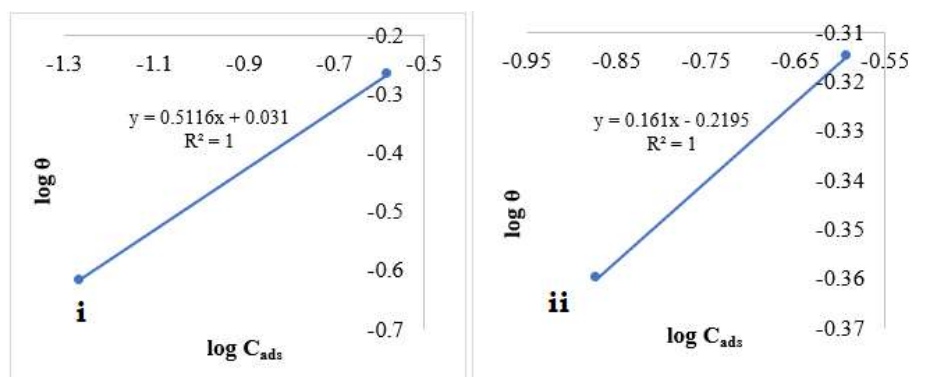 -0.2
-1.3 -1.1 -0.9 -0.7 -0.5
-0.3
y = 0.5116x + 0.031
R² = 1
-0.4
log θ
-0.5
-0.6
i
-0.7
log Cads
-0.31
-0.95 -0.85 -0.75 -0.65 -0.55
-0.32
y = 0.161x - 0.2195
R² = 1
-0.33
-0.34
log θ
-0.35
-0.36
ii
-0.37
log Cads